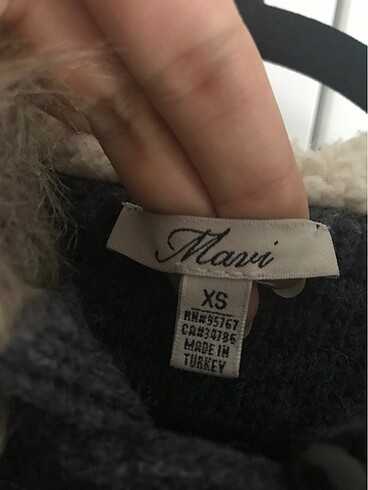 Mavi
XS
RN#95767
CA#34786
MADE IN
TURKEY